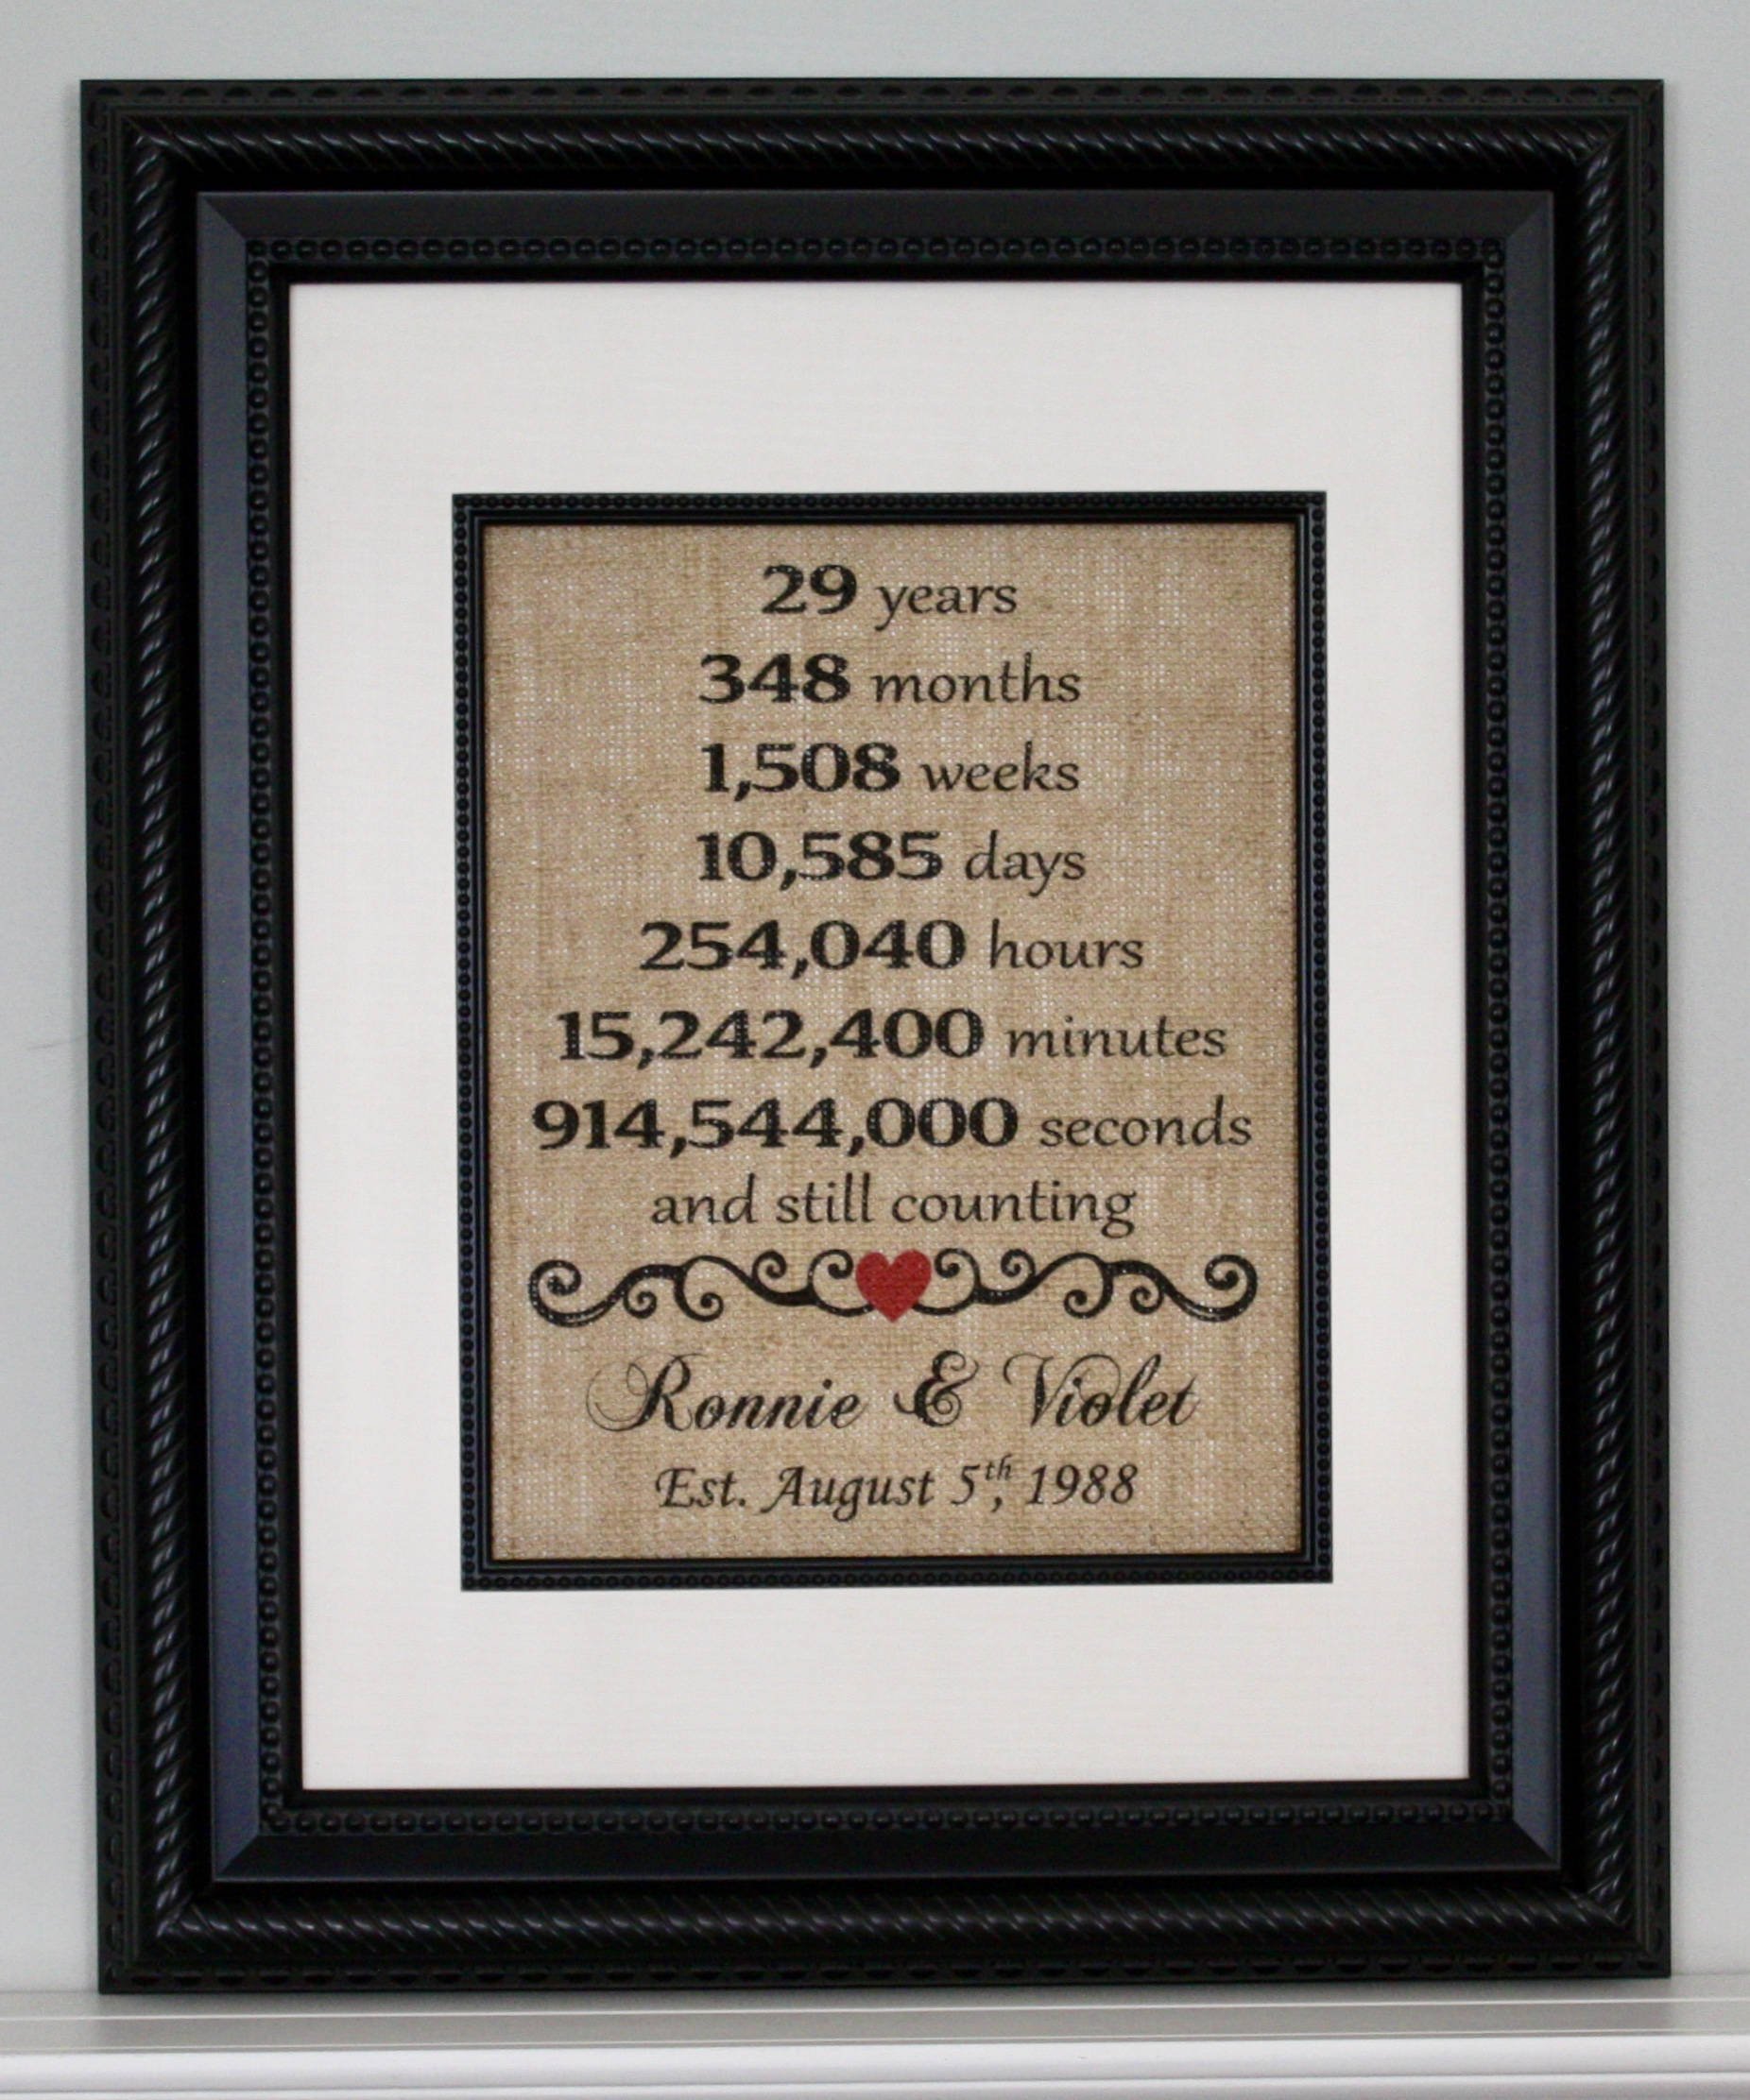 29 years
348 months
1,508 weeks
10,585 days
254,040 hours
15,242,400 minutes
914,544,000 seconds
and still counting
Ronnie & Violet
Est. August 5th, 1988